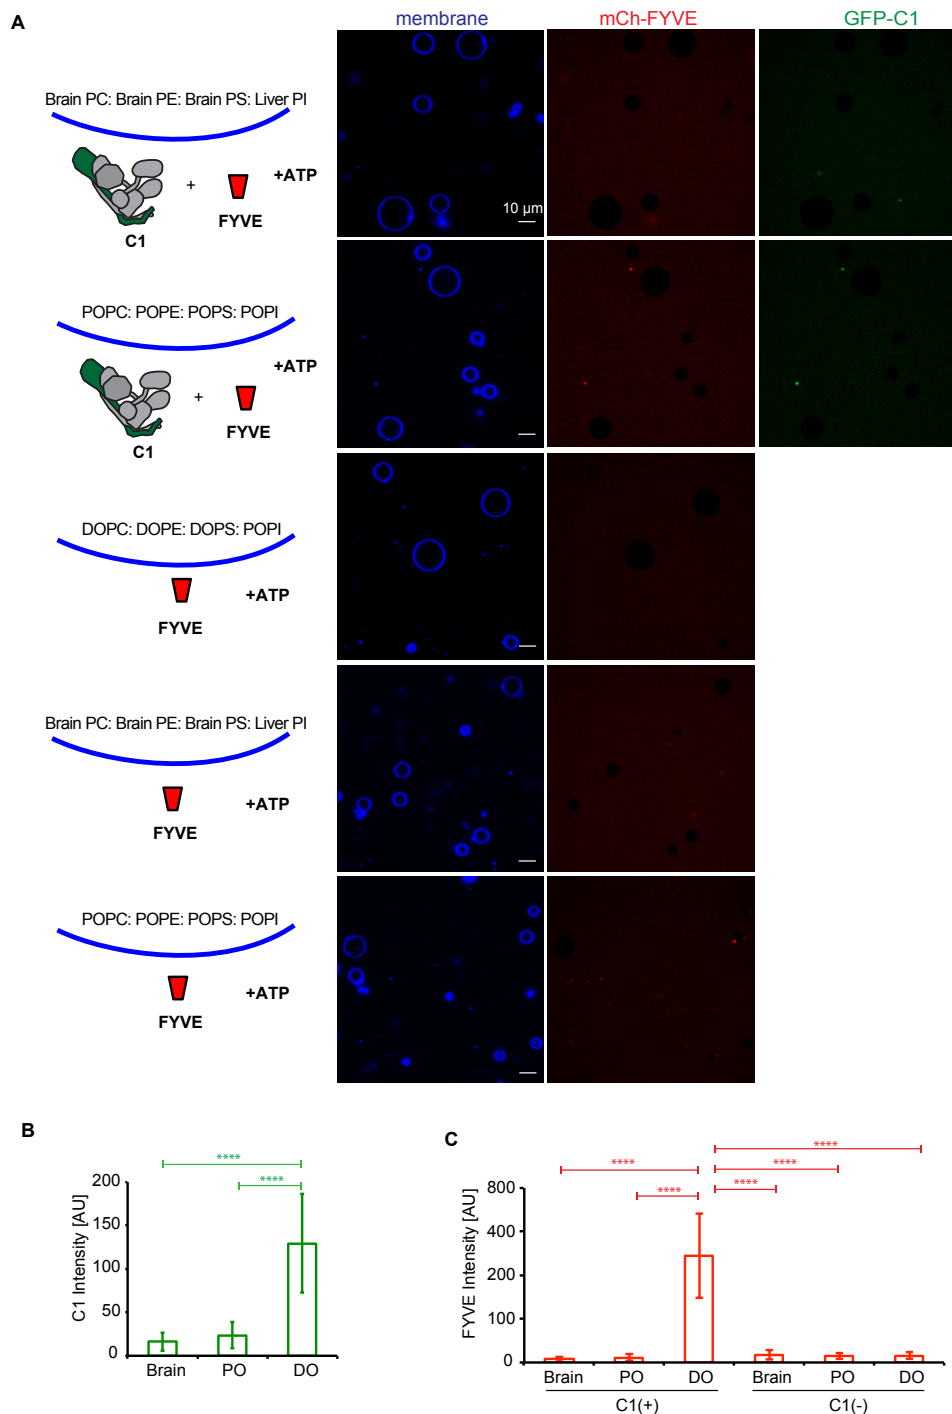 A
membrane
mCh-FYVE
GFP-C1
Brain PC: Brain PE: Brain PS: Liver PI
+
+ATP
FYVE
C1
10 µm
POPC: POPE: POPS: POPI
+ATP
+
FYVE
C1
DOPC: DOPE: DOPS: POPI
+ATP
FYVE
Brain PC: Brain PE: Brain PS: Liver PI
+ATP
FYVE
POPC: POPE: POPS: POPI
+ATP
FYVE
B
****
****
C1 Intensity [AU]
200
150
100
50
0
Brain PO DO
C
****
****
****
****
****
FYVE Intensity [AU]
800
400
200
100
0
Brain PO DO Brain PO DO
C1(+) C1(-)